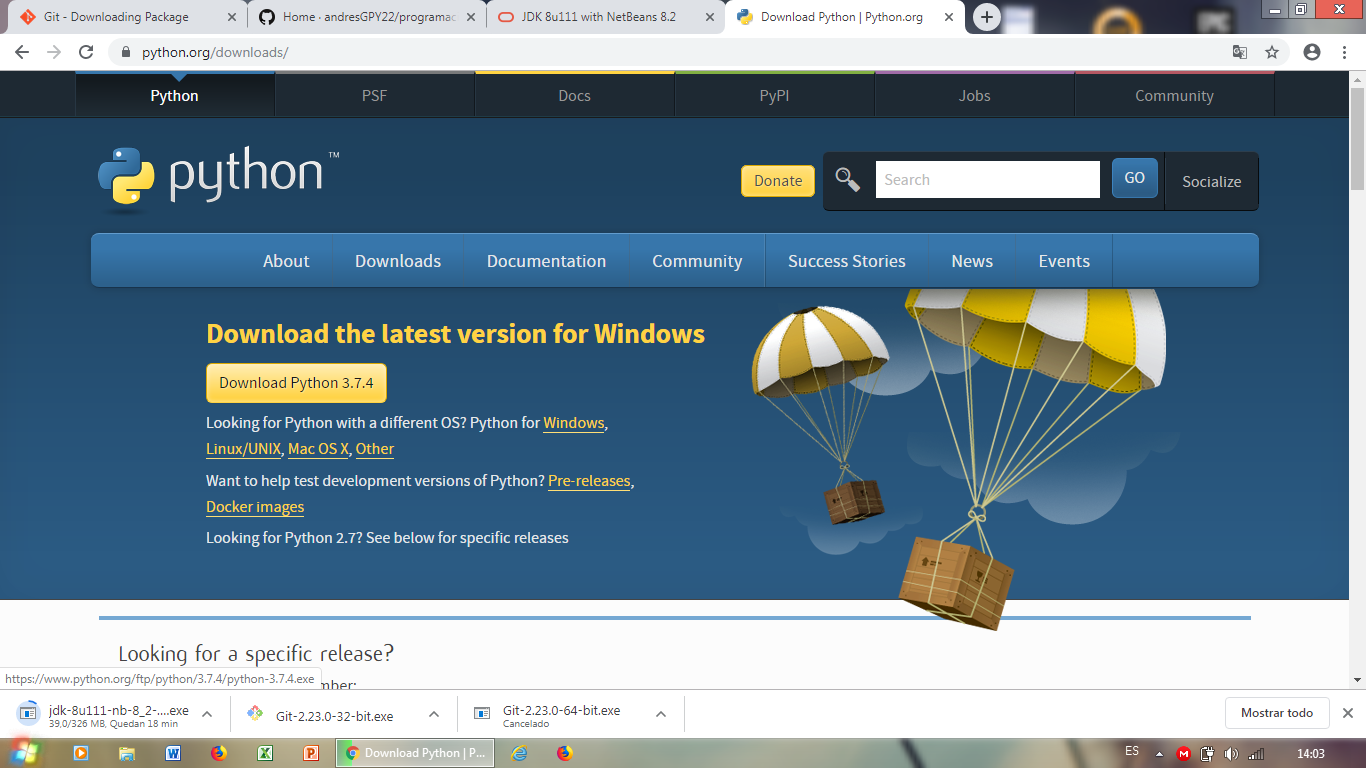 Git - Downloading Package
Home · andresGPY22/programac
JDK 8u111 with NetBeans 8.2
Download Python | Python.org
python.org/downloads/
Python
PSF
Docs
PyPI
Jobs
Community
python™
Donate
Search
GO
Socialize
About
Downloads
Documentation
Community
Success Stories
News
Events
Download the latest version for Windows
Download Python 3.7.4
Looking for Python with a different OS? Python for Windows,
Linux/UNIX, Mac OS X, Other
Want to help test development versions of Python? Pre-releases,
Docker images
Looking for Python 2.7? See below for specific releases
Looking for a specific release?
https://www.python.org/ftp/python/3.7.4/python-3.7.4.exe
mber:
jdk-8u111-nb-8_2-....exe
39,0/326 MB, Quedan 18 min
Git-2.23.0-32-bit.exe
Git-2.23.0-64-bit.exe
Cancelado
Mostrar todo
Download Python | P...
ES
14:03